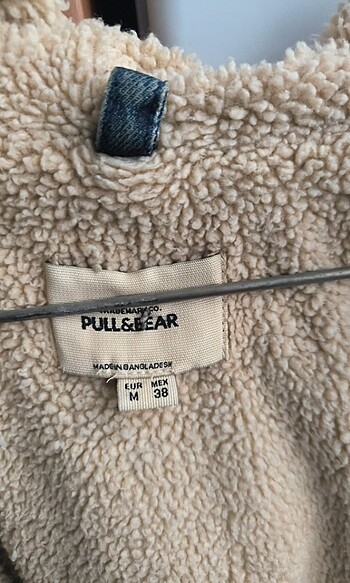 TRADEMARK CO.
PULL&BEAR
MADE IN BANGLADESH
EUR MEX
M 38